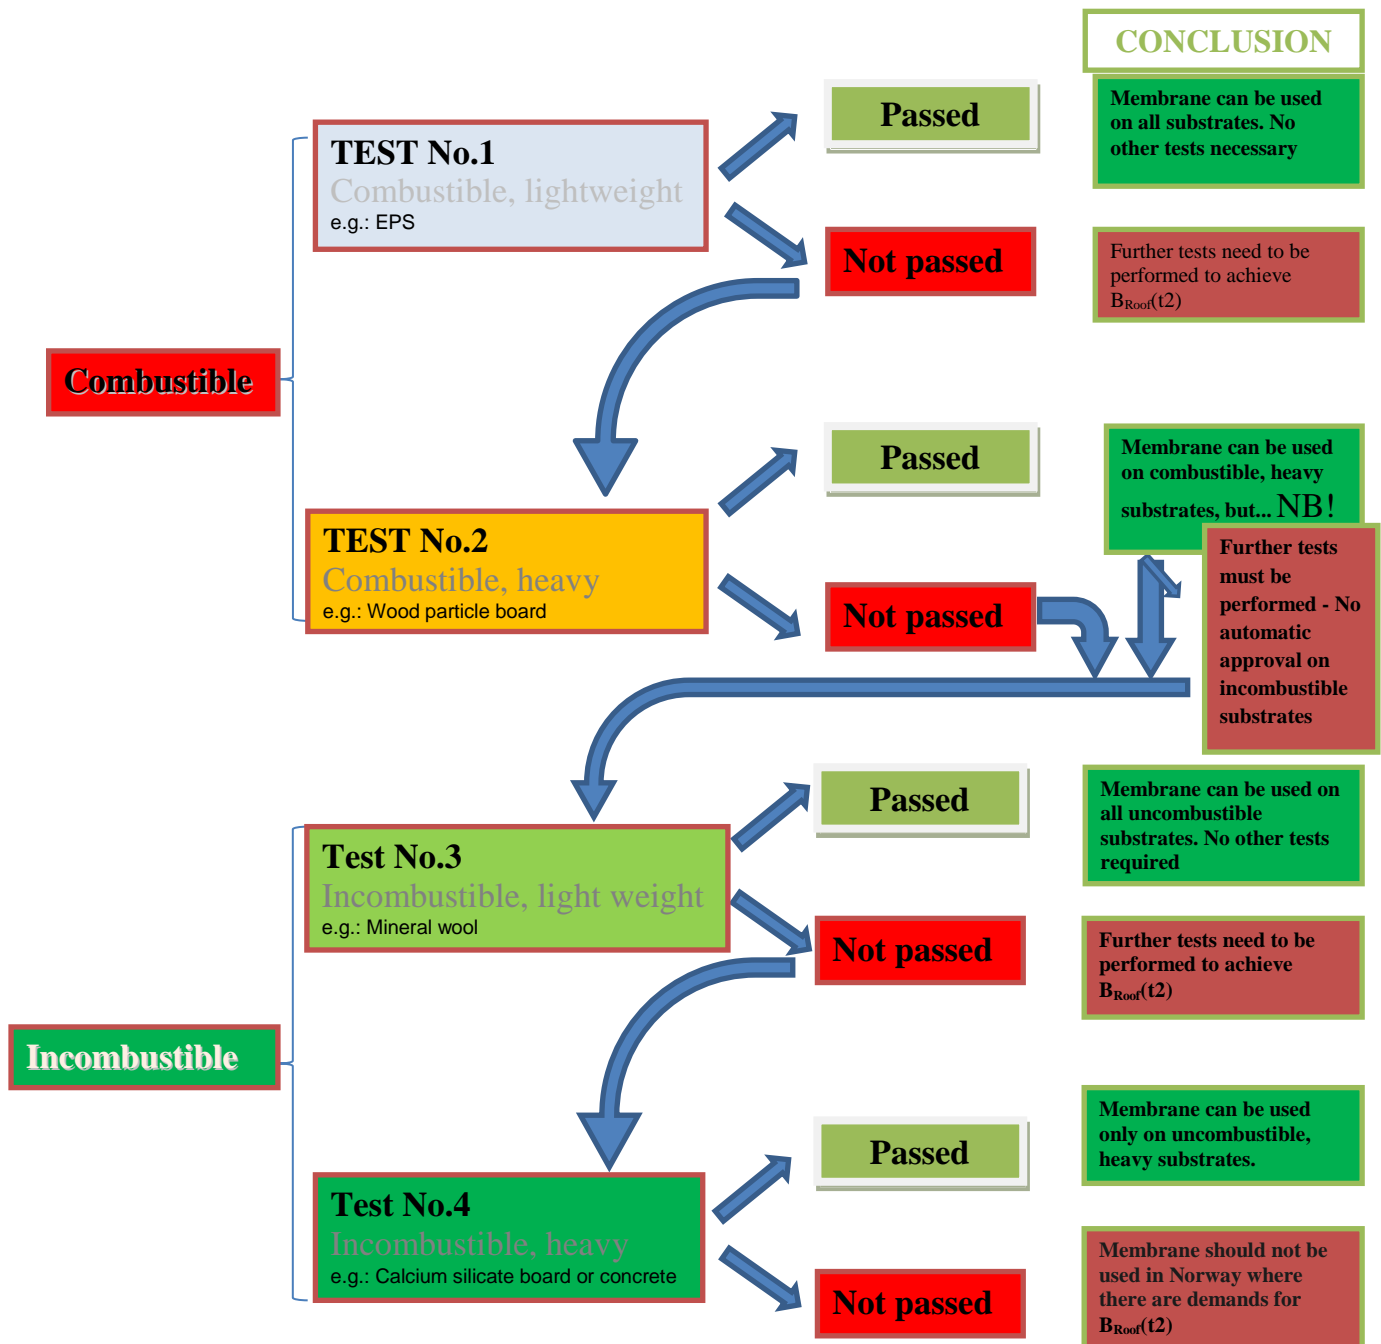 CONCLUSION
Passed
Membrane can be used
on all substrates. No
other tests necessary
TEST No.1
Combustible, lightweight
e.g.: EPS
Not passed
Further tests need to be
performed to achieve
BRoof(t2)
Combustible
Passed
Membrane can be used
on combustible, heavy
substrates, but... NB!
TEST No.2
Combustible, heavy
e.g.: Wood particle board
Not passed
Further tests
must be
performed - No
automatic
approval on
incombustible
substrates
Passed
Membrane can be used on
all uncombustible
substrates. No other tests
required
Test No.3
Incombustible, light weight
e.g.: Mineral wool
Not passed
Further tests need to be
performed to achieve
BRoof(t2)
Incombustible
Passed
Membrane can be used
only on uncombustible,
heavy substrates.
Test No.4
Incombustible, heavy
e.g.: Calcium silicate board or concrete
Not passed
Membrane should not be
used in Norway where
there are demands for
BRoof(t2)